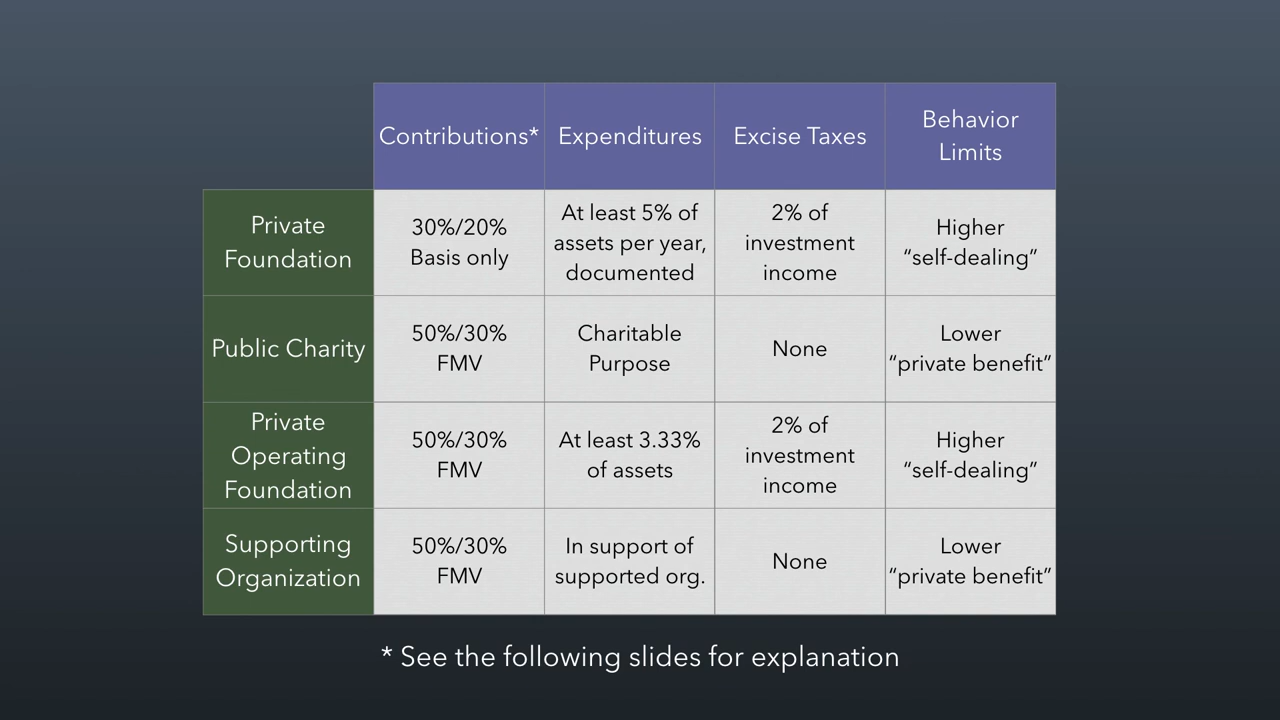 Contributions*
Expenditures
Excise Taxes
Behavior
Limits
Private
Foundation
30%/20%
Basis only
At least 5% of
assets per year,
documented
2% of
investment
income
Higher
“self-dealing”
Public Charity
50%/30%
FMV
Charitable
Purpose
None
Lower
“private benefit”
Private
Operating
Foundation
50%/30%
FMV
At least 3.33%
of assets
2% of
investment
income
Higher
“self-dealing”
Supporting
Organization
50%/30%
FMV
In support of
supported org.
None
Lower
“private benefit”
* See the following slides for explanation